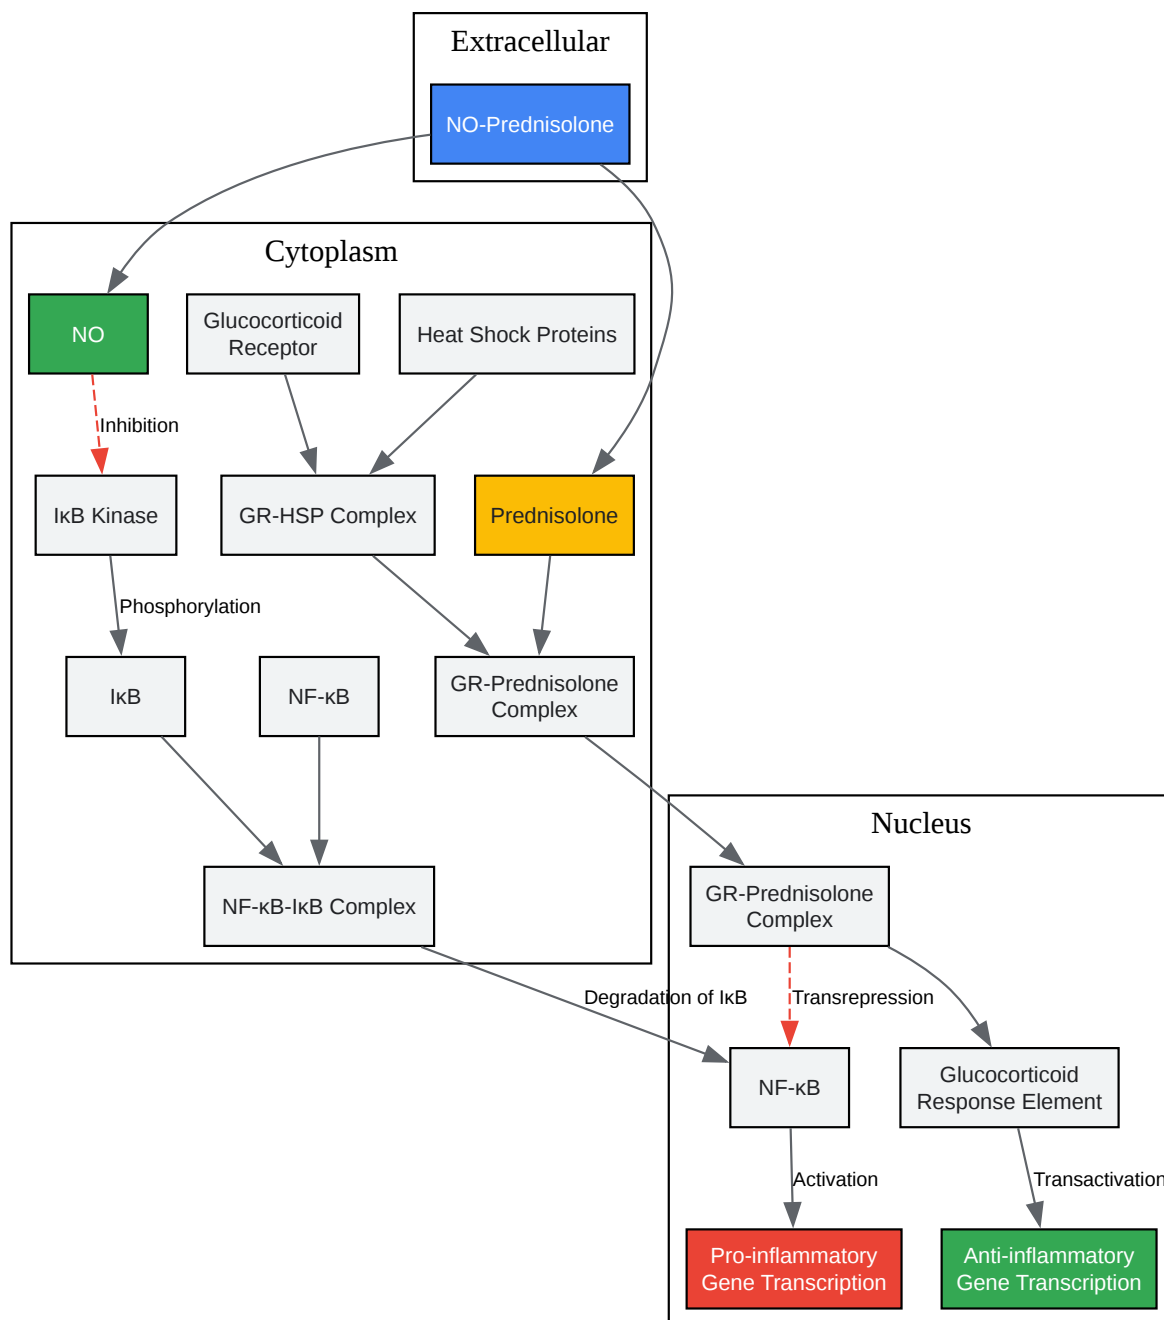 Extracellular
NO-Prednisolone
Cytoplasm
NO
Glucocorticoid
Receptor
Heat Shock Proteins
Inhibition
IκB Kinase
GR-HSP Complex
Prednisolone
Phosphorylation
IκB
NF-κB
GR-Prednisolone
Complex
Nucleus
NF-κB-IκB Complex
GR-Prednisolone
Complex
Degradation of IκB
Transrepression
NF-κB
Glucocorticoid
Response Element
Activation
Transactivation
Pro-inflammatory
Gene Transcription
Anti-inflammatory
Gene Transcription